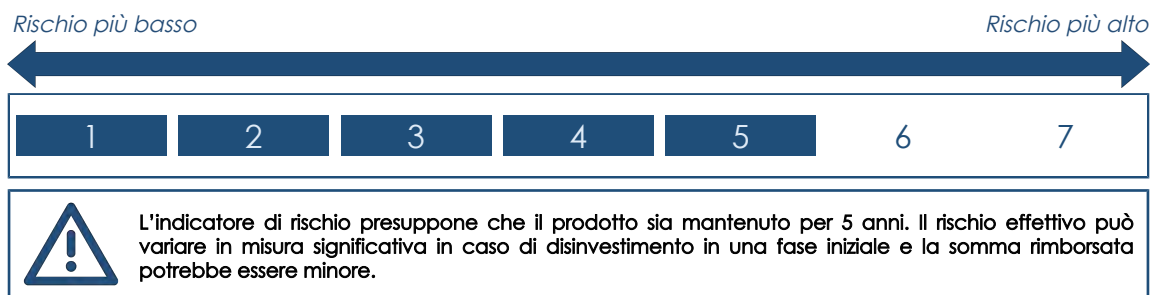 Rischio più basso Rischio più alto
1 2 3 4 5 6 7
L'indicatore di rischio presuppone che il prodotto sia mantenuto per 5 anni. Il rischio effettivo può
variare in misura significativa in caso di disinvestimento in una fase iniziale e la somma rimborsata
potrebbe essere minore.